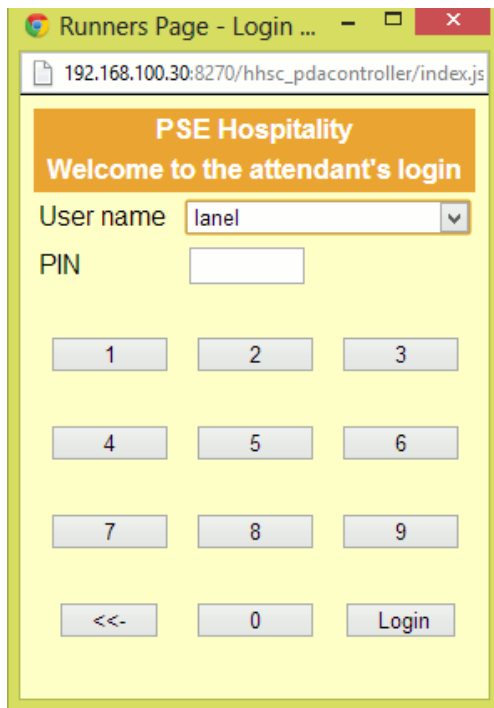 Runners Page - Login ...
192.168.100.30:8270/hhsc_pdacontroller/index.js
PSE Hospitality
Welcome to the attendant's login
User name lanel
PIN
1 2 3
4 5 6
7 8 9
<<- 0 Login